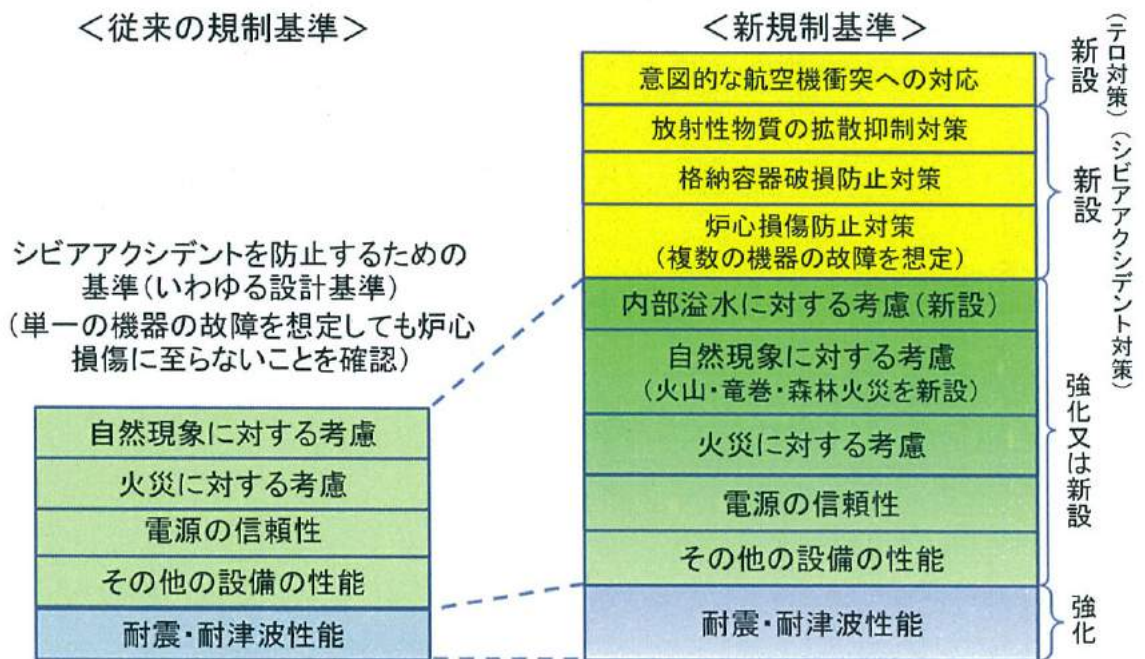 <従来の規制基準>
シビアアクシデントを防止するための
基準(いわゆる設計基準)
(単一の機器の故障を想定しても炉心
損傷に至らないことを確認)
自然現象に対する考慮
火災に対する考慮
電源の信頼性
その他の設備の性能
耐震・耐津波性能
<新規制基準>
意図的な航空機衝突への対応
放射性物質の拡散抑制対策
格納容器破損防止対策
炉心損傷防止対策
(複数の機器の故障を想定)
内部溢水に対する考慮(新設)
自然現象に対する考慮
(火山・竜巻・森林火災を新設)
火災に対する考慮
電源の信頼性
その他の設備の性能
耐震・耐津波性能
新設
(テロ対策)
新設
(シビアアクシデント対策)
強化又は新設
強化